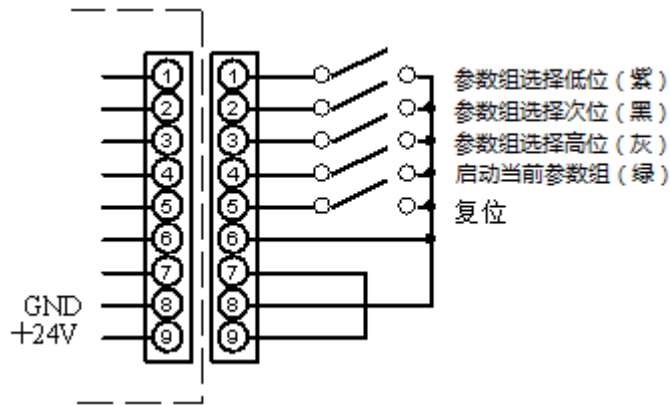 1 1 参数组选择低位（紫）
2 2 参数组选择次位（黑）
3 3 参数组选择高位（灰）
4 4 启动当前参数组（绿）
5 5 复位
6 6
7 7
GND 8 8
+24V 9 9